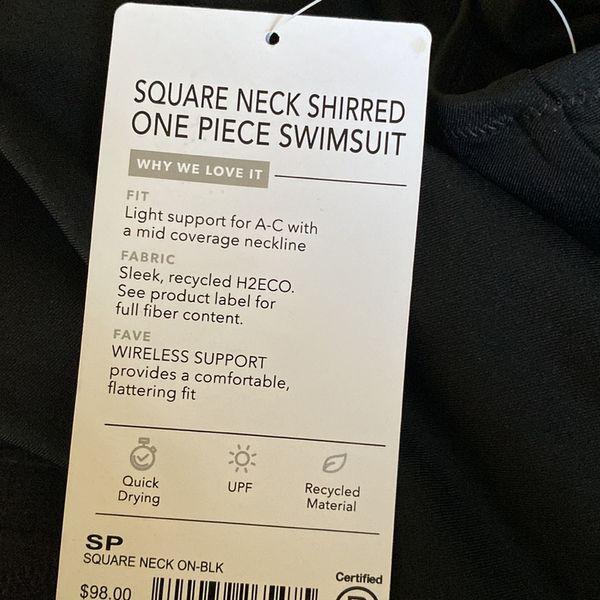 SQUARE NECK SHIRRED
ONE PIECE SWIMSUIT
WHY WE LOVE IT
FIT
Light support for A-C with
a mid coverage neckline
FABRIC
Sleek, recycled H2ECO.
See product label for
full fiber content.
FAVE
WIRELESS SUPPORT
provides a comfortable,
flattering fit
Quick
Drying
UPF
Recycled
Material
SP
SQUARE NECK ON-BLK
$98.00
Certified